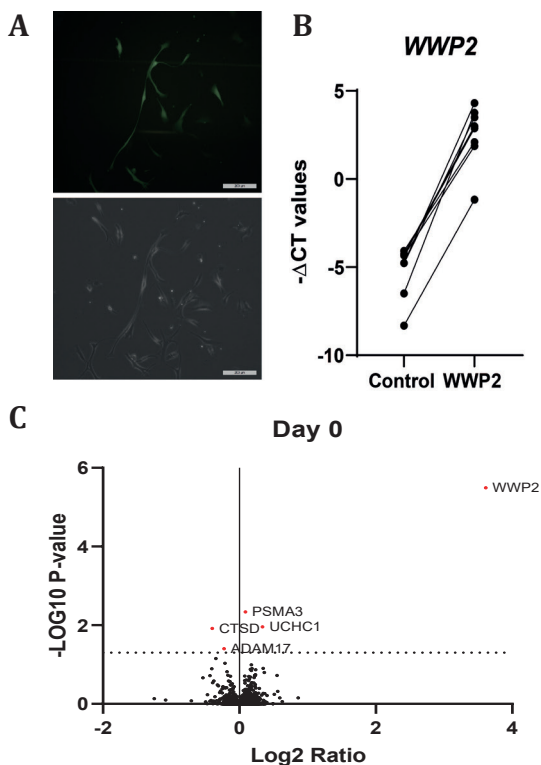 A
B
WWP2
5
0
-5
-10
-ΔCT values
Control WWP2
C
Day 0
6
4
2
0
-LOG10 P-value
WWP2
PSMA3
CTSD
UCHC1
ADAM17
-2
0
2
4
Log2 Ratio